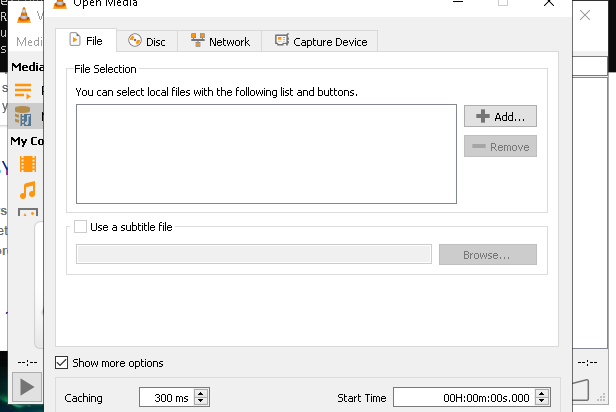 Open Media
File
Disc
Network
Capture Device
File Selection
You can select local files with the following list and buttons.
Add...
Remove
Use a subtitle file
Browse...
Show more options
Caching
300 ms
Start Time
00H:00m:00s.000
Medi
Media
My Co
--:--
--:--